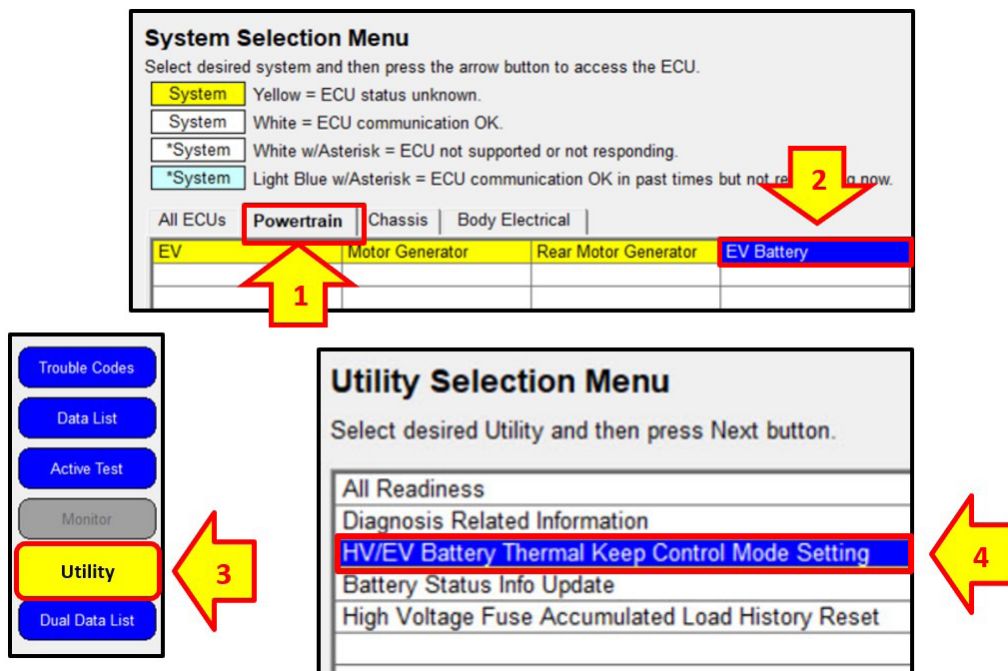 System Selection Menu
Select desired system and then press the arrow button to access the ECU.
System Yellow = ECU status unknown.
System White = ECU communication OK.
*System White w/Asterisk = ECU not supported or not responding.
*System Light Blue w/Asterisk = ECU communication OK in past times but not now.
2
All ECUs Powertrain Chassis Body Electrical
EV Motor Generator Rear Motor Generator EV Battery
1
Trouble Codes
Data List
Active Test
Monitor
Utility
Dual Data List
3
Utility Selection Menu
Select desired Utility and then press Next button.
All Readiness
Diagnosis Related Information
HV/EV Battery Thermal Keep Control Mode Setting
Battery Status Info Update
High Voltage Fuse Accumulated Load History Reset
4